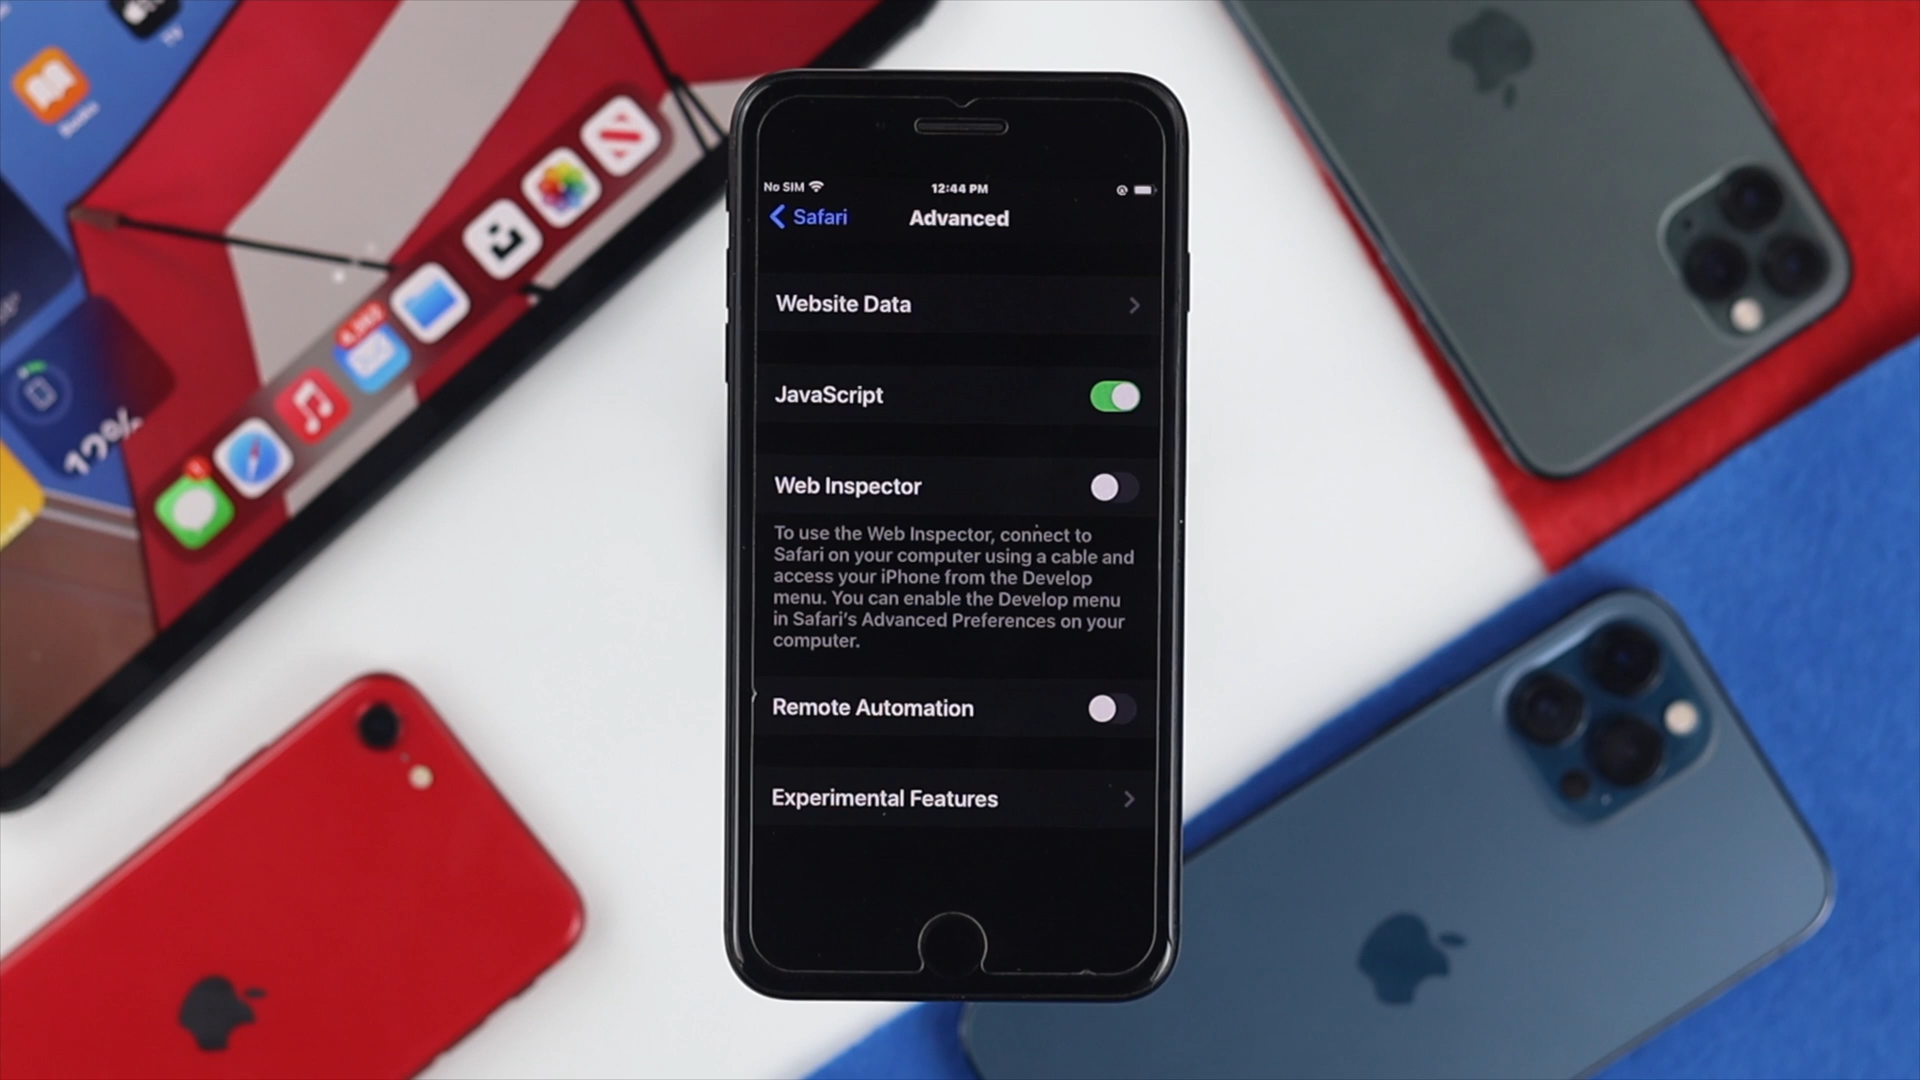 No SIM
12:44 PM
Safari
Advanced
Website Data
JavaScript
Web Inspector
To use the Web Inspector, connect to
Safari on your computer using a cable and
access your iPhone from the Develop
menu. You can enable the Develop menu
in Safari's Advanced Preferences on your
computer.
Remote Automation
Experimental Features
12%